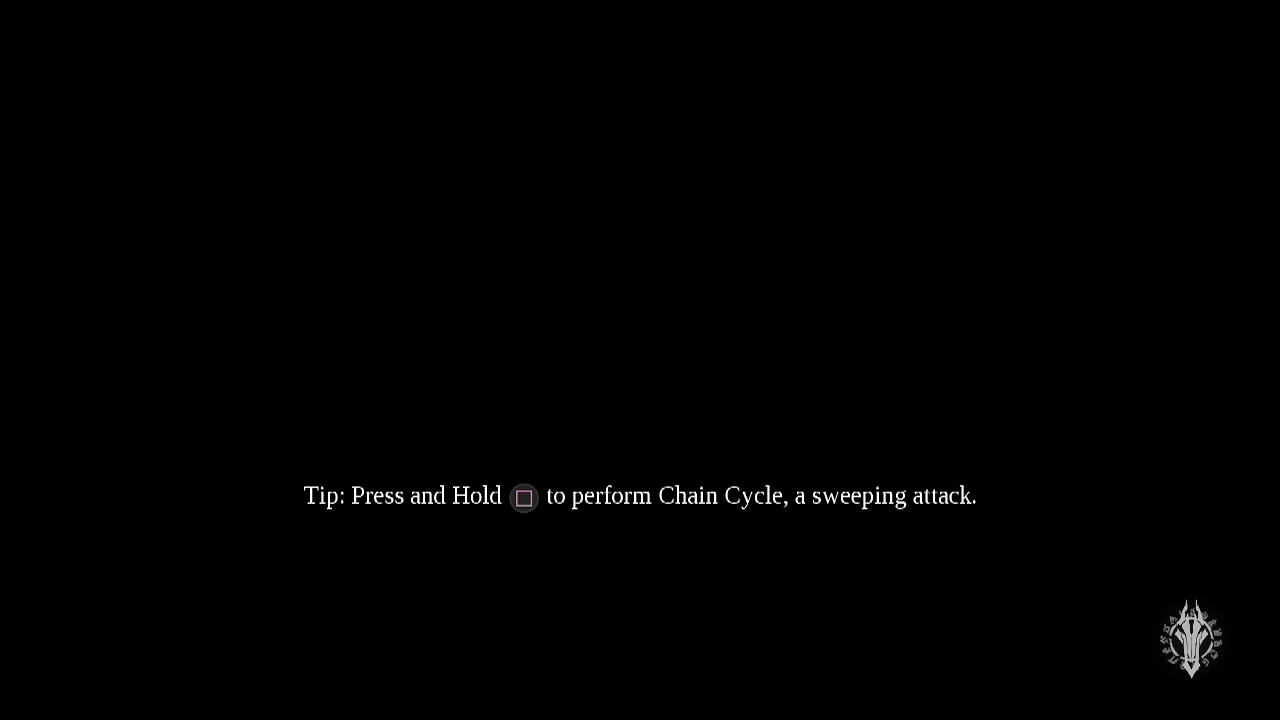 Tip: Press and Hold □ to perform Chain Cycle, a sweeping attack.